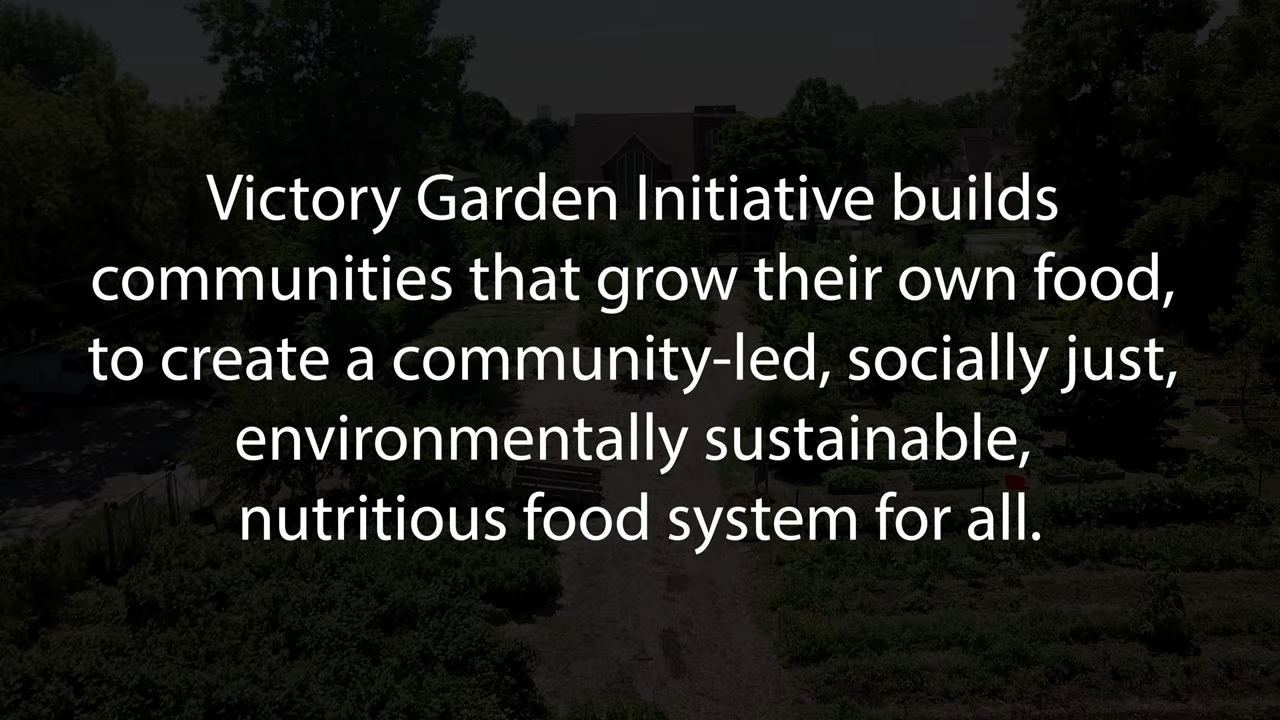 Victory Garden Initiative builds
communities that grow their own food,
to create a community-led, socially just,
environmentally sustainable,
nutritious food system for all.